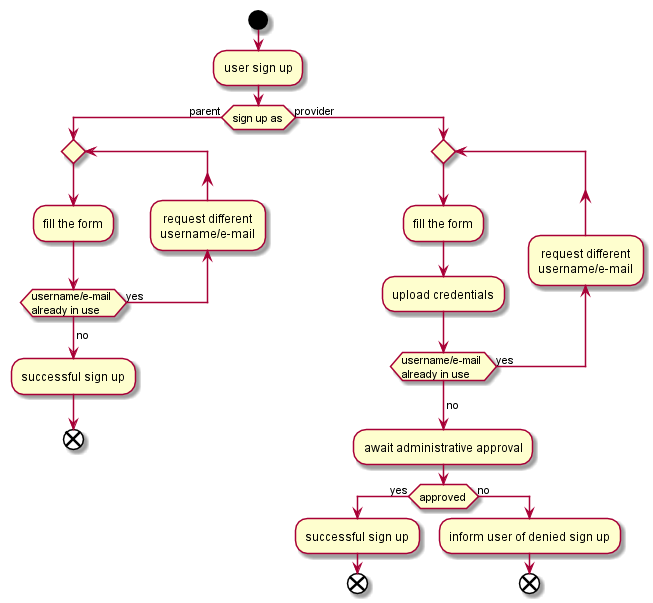 user sign up
parent
sign up as
provider
fill the form
request different
username/e-mail
username/e-mail
already in use
yes
no
successful sign up
fill the form
upload credentials
request different
username/e-mail
username/e-mail
already in use
yes
no
await administrative approval
yes
approved
no
successful sign up
inform user of denied sign up